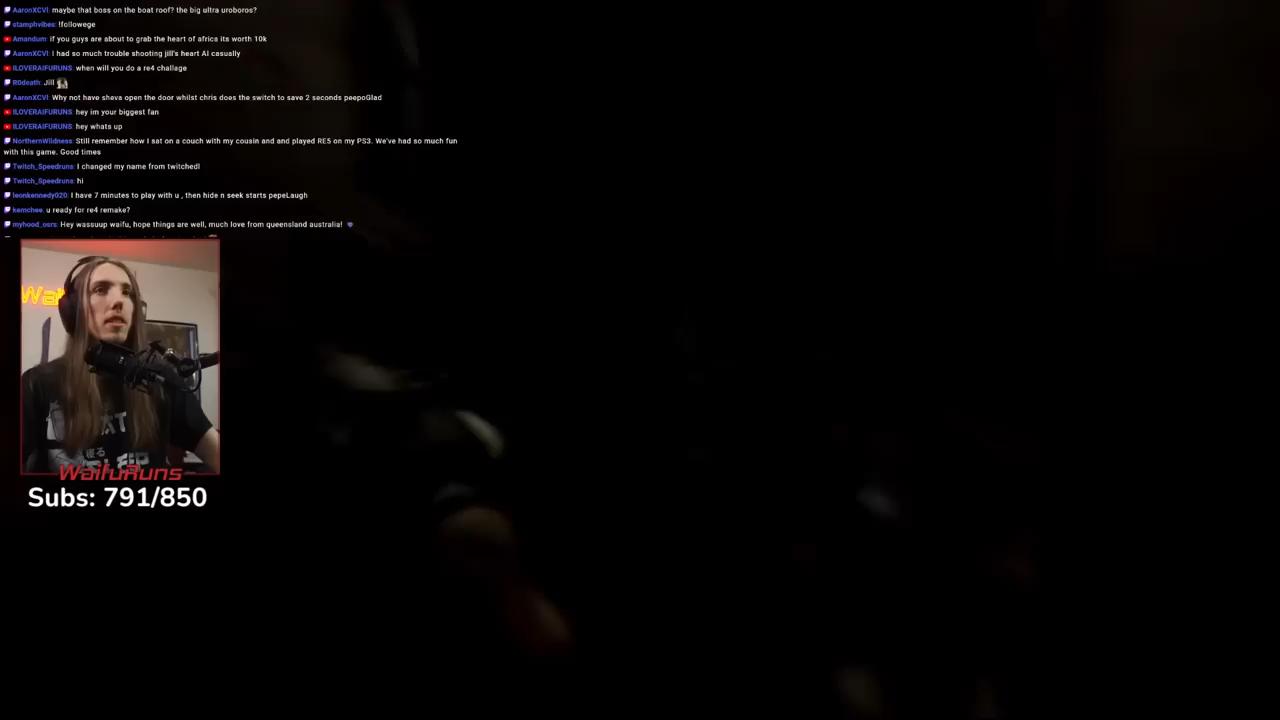 AaronXCVI: maybe that boss on the boat roof? the big ultra uroboros?
stamphvibes: !followege
Amandum: if you guys are about to grab the heart of africa its worth 10k
AaronXCVI: I had so much trouble shooting jill's heart AI casually
ILOVERAIFURUNS: when will you do a re4 challage
R0death: Jill
AaronXCVI: Why not have sheva open the door whilst chris does the switch to save 2 seconds peepoGlad
ILOVERAIFURUNS: hey im your biggest fan
ILOVERAIFURUNS: hey whats up
NorthernWildness: Still remember how I sat on a couch with my cousin and and played RE5 on my PS3. We've had so much fun
with this game. Good times
Twitch_Speedruns: I changed my name from twitchedl
Twitch_Speedruns: hi
leonkennedy020: I have 7 minutes to play with u , then hide n seek starts pepeLaugh
kemchee: u ready for re4 remake?
myhood_osrs: Hey wassuup waifu, hope things are well, much love from queensland australia!
Wai
WaifuRuns
Subs: 791/850